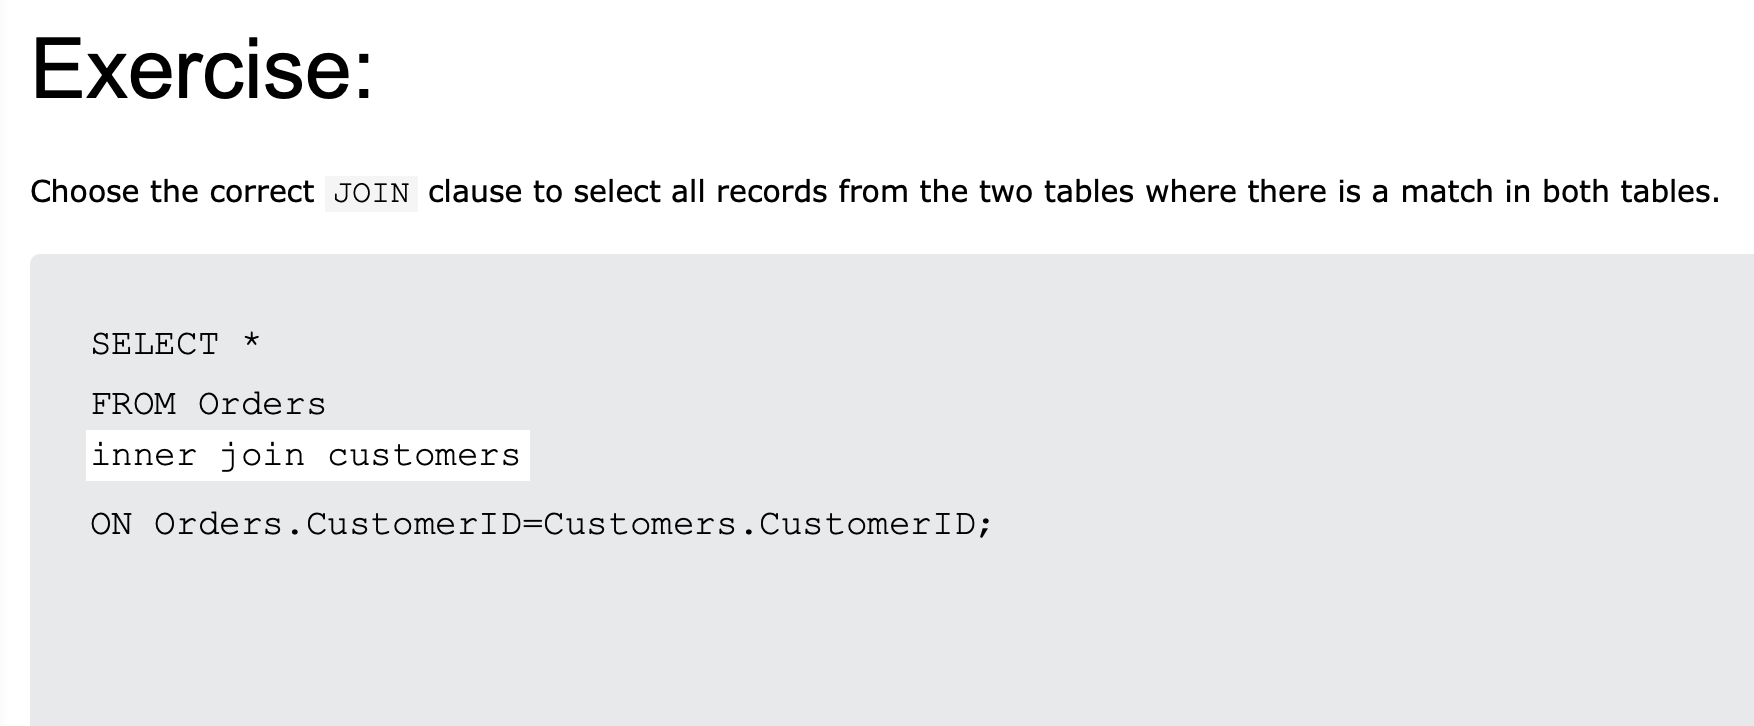 Exercise:
Choose the correct JOIN clause to select all records from the two tables where there is a match in both tables.
SELECT *
FROM Orders
inner join customers
ON Orders.CustomerID=Customers.CustomerID;